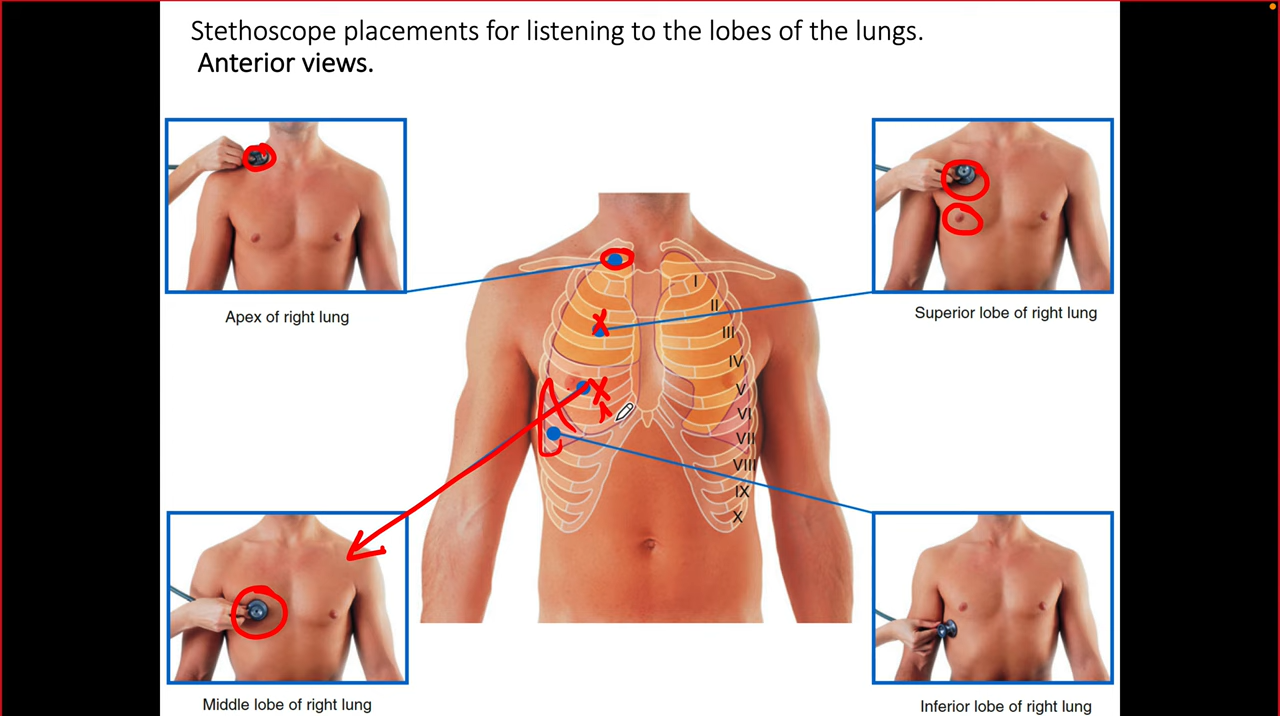 Stethoscope placements for listening to the lobes of the lungs.
Anterior views.
Apex of right lung
Superior lobe of right lung
I
II
III
IV
V
VI
VII
VIII
IX
X
Middle lobe of right lung
Inferior lobe of right lung